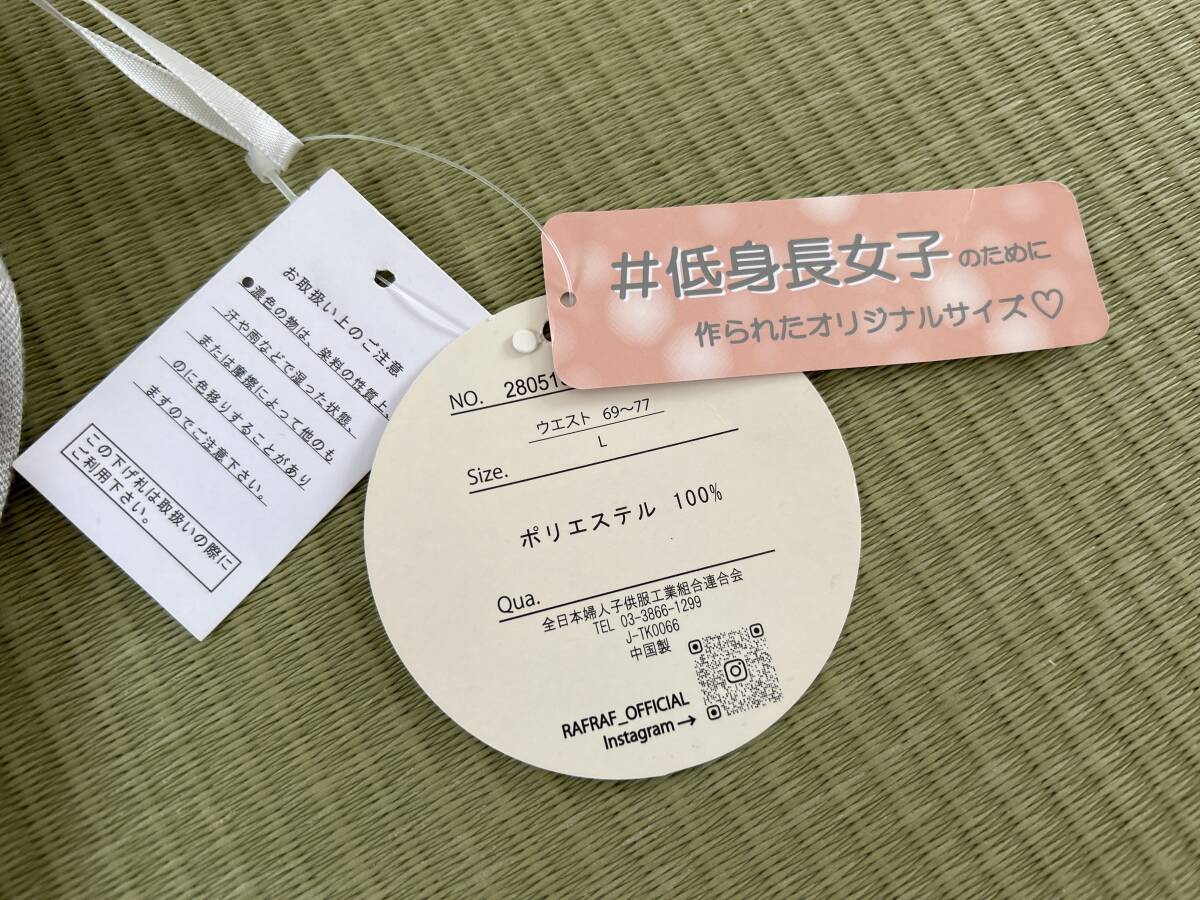 お取扱い上のご注意
●濃色の物は、染料の性質上、
汗や雨などで湿った状態、
または摩擦によって他のも
のに色移りすることがあり
ますのでご注意下さい。
この下げ札は取扱いの際に
ご利用下さい。
#低身長女子のために
作られたオリジナルサイズ♡
NO. 28051
ウエスト 69〜77
L
Size.
ポリエステル 100%
Qua.
全日本婦人子供服工業組合連合会
TEL 03-3866-1299
J-TK0066
中国製
RAFRAF_OFFICIAL
Instagram→